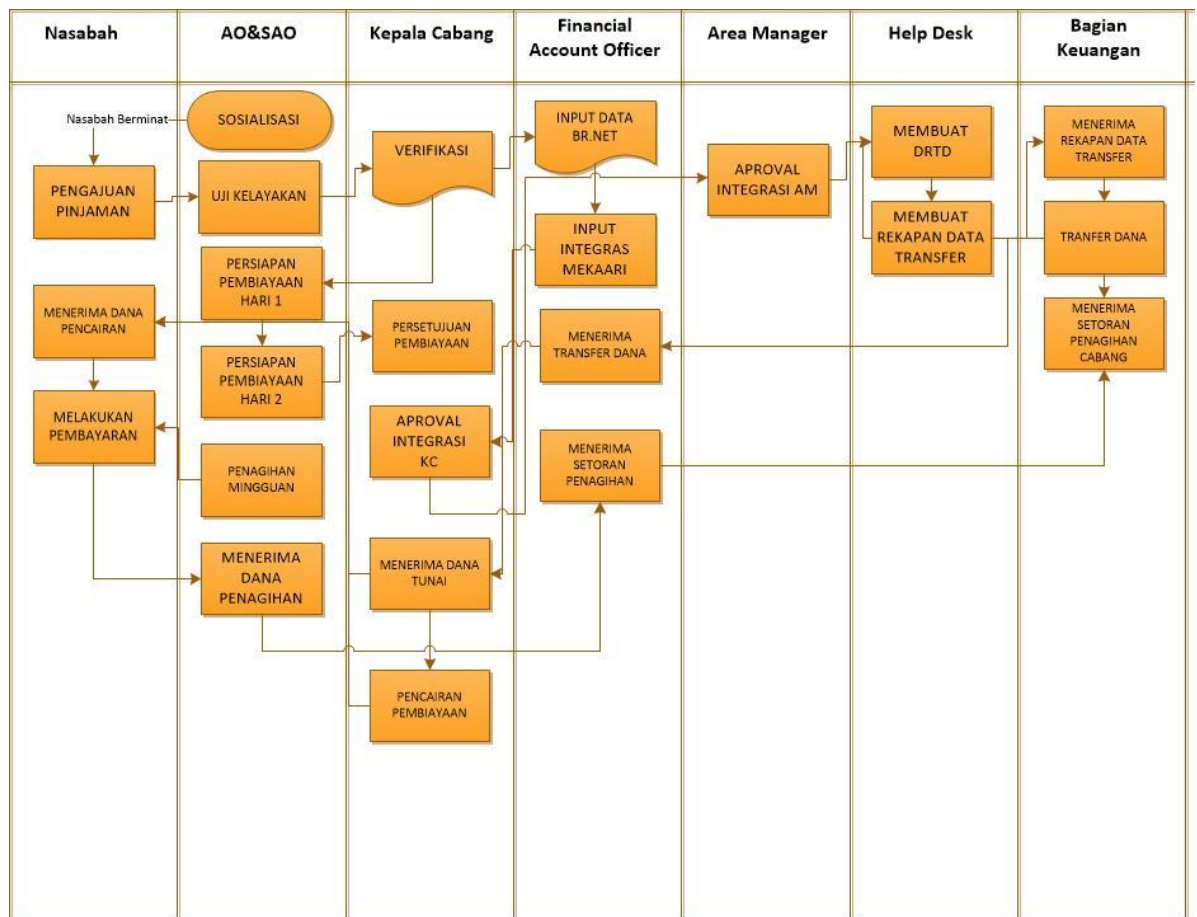 Nasabah
AO&SAO
Kepala Cabang
Financial
Account Officer
Area Manager
Help Desk
Bagian
Keuangan
Nasabah Berminat
SOSIALISASI
PENGAJUAN
PINJAMAN
UJI KELAYAKAN
VERIFIKASI
INPUT DATA
BR.NET
APROVAL
INTEGRASI AM
MEMBUAT
DRTD
MENERIMA
REKAPAN DATA
TRANSFER
PERSIAPAN
PEMBIAYAAN
HARI 1
INPUT
INTEGRAS
MEKAARI
MEMBUAT
REKAPAN DATA
TRANSFER
TRANFER DANA
MENERIMA DANA
PENCAIRAN
PERSIAPAN
PEMBIAYAAN
HARI 2
PERSETUJUAN
PEMBIAYAAN
MENERIMA
TRANSFER DANA
MENERIMA
SETORAN
PENAGIHAN
CABANG
MELAKUKAN
PEMBAYARAN
PENAGIHAN
MINGGUAN
APROVAL
INTEGRASI
KC
MENERIMA
SETORAN
PENAGIHAN
MENERIMA
DANA
PENAGIHAN
MENERIMA DANA
TUNAI
PENCAIRAN
PEMBIAYAAN